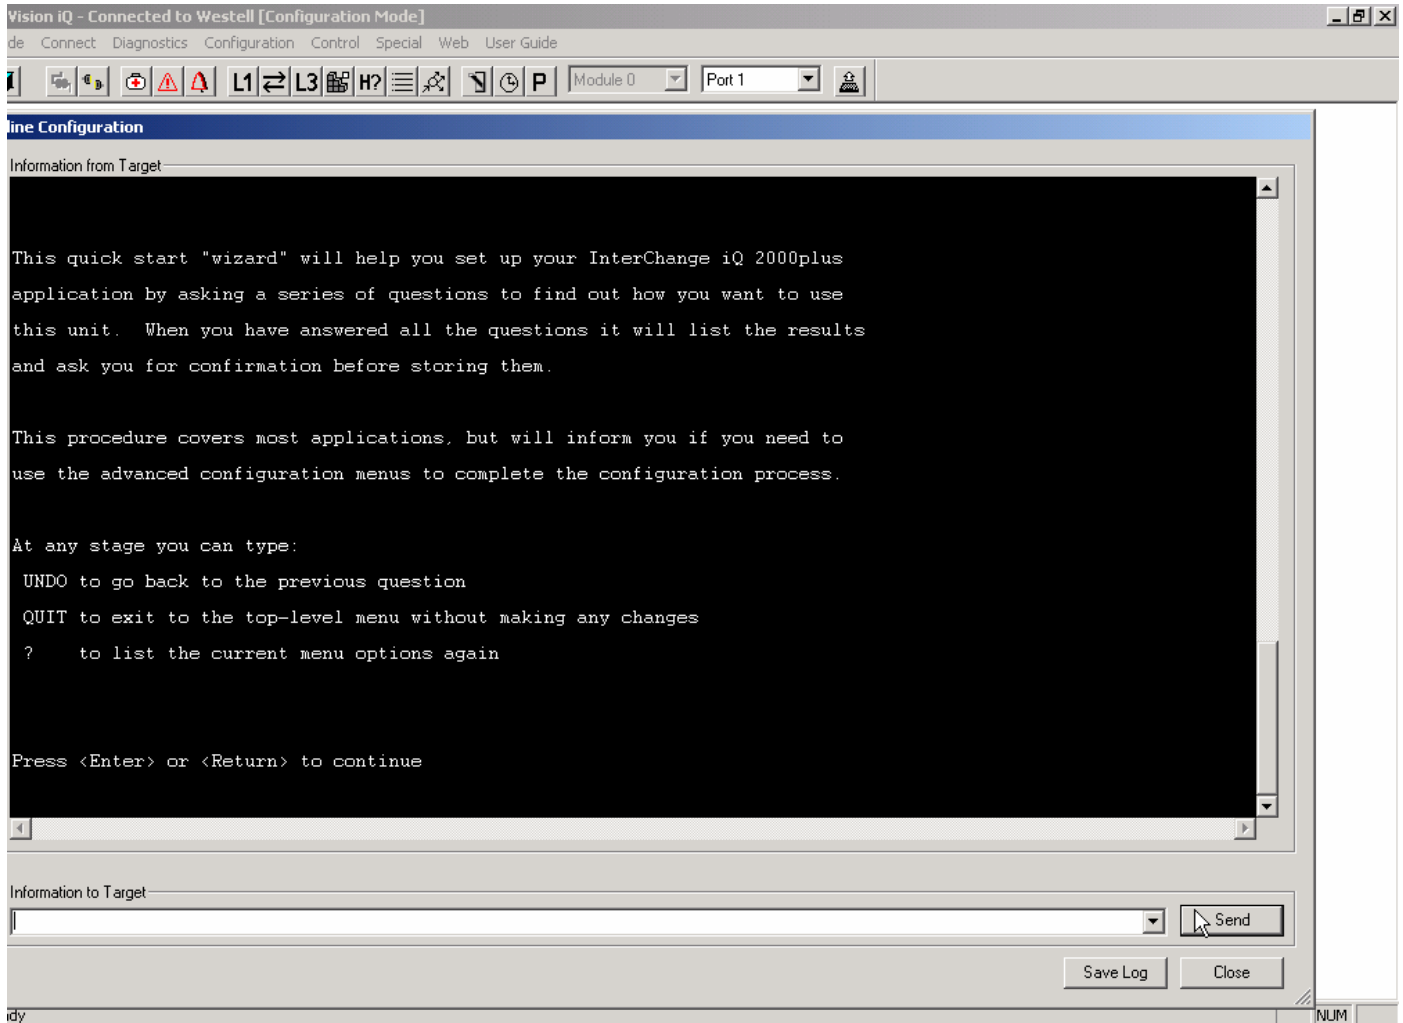 Vision iQ - Connected to Westell [Configuration Mode]
de Connect Diagnostics Configuration Control Special Web User Guide
L1 L3 H? P Module 0 Port 1
line Configuration
Information from Target
This quick start "wizard" will help you set up your InterChange iQ 2000plus
application by asking a series of questions to find out how you want to use
this unit.  When you have answered all the questions it will list the results
and ask you for confirmation before storing them.
This procedure covers most applications, but will inform you if you need to
use the advanced configuration menus to complete the configuration process.
At any stage you can type:
UNDO to go back to the previous question
QUIT to exit to the top-level menu without making any changes
?    to list the current menu options again
Press <Enter> or <Return> to continue
Information to Target
Send
Save Log Close
dy NUM